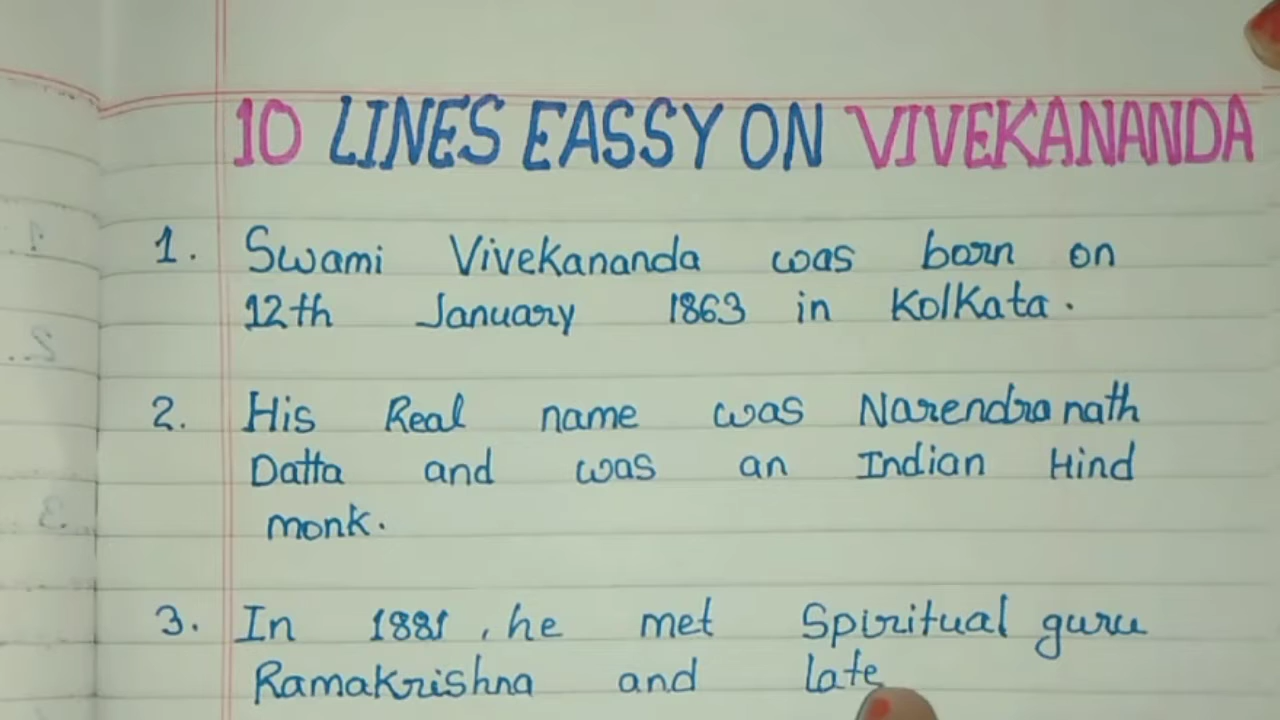 10 LINES EASSY ON VIVEKANANDA
1. Swami Vivekananda was born on
12th January 1863 in Kolkata.
2. His Real name was Narendra nath
Datta and was an Indian Hind
monk.
3. In 1881, he met Spiritual guru
Ramakrishna and late